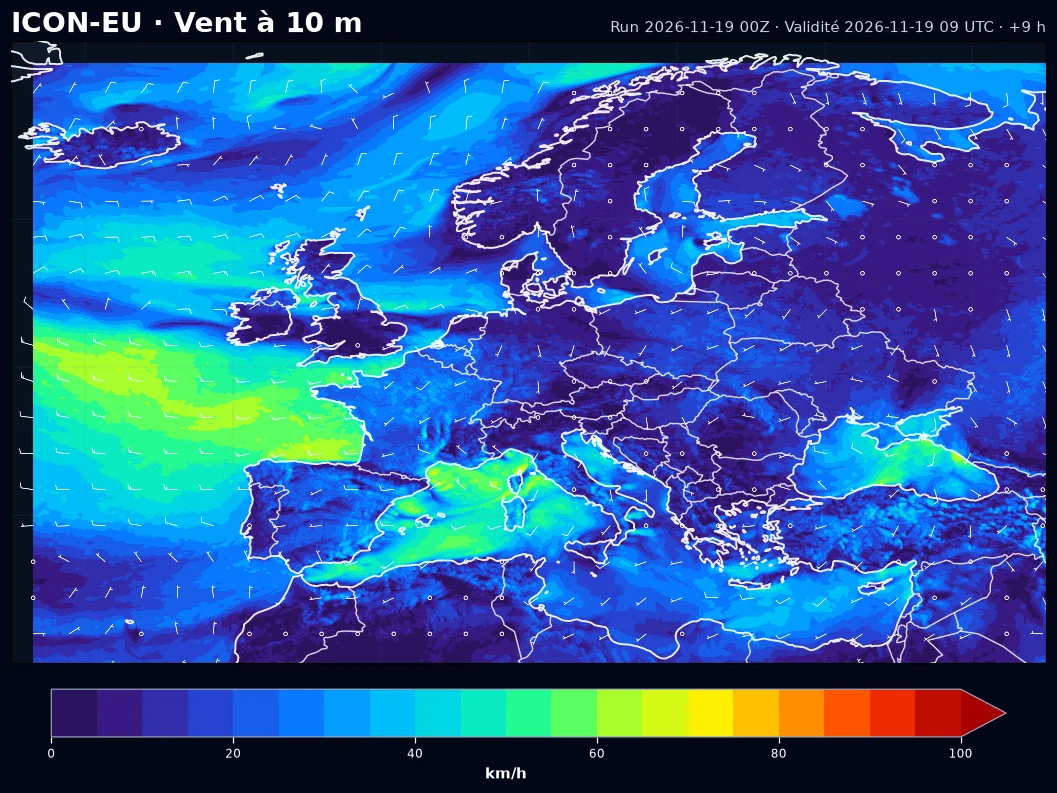 ICON-EU · Vent à 10 m
Run 2026-11-19 00Z · Validité 2026-11-19 09 UTC · +9 h
0 20 40 60 80 100
km/h